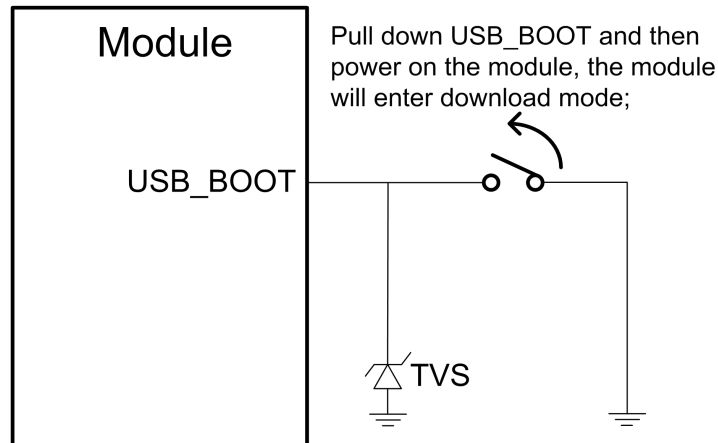 Module
Pull down USB_BOOT and then
power on the module, the module
will enter download mode;
USB_BOOT
TVS